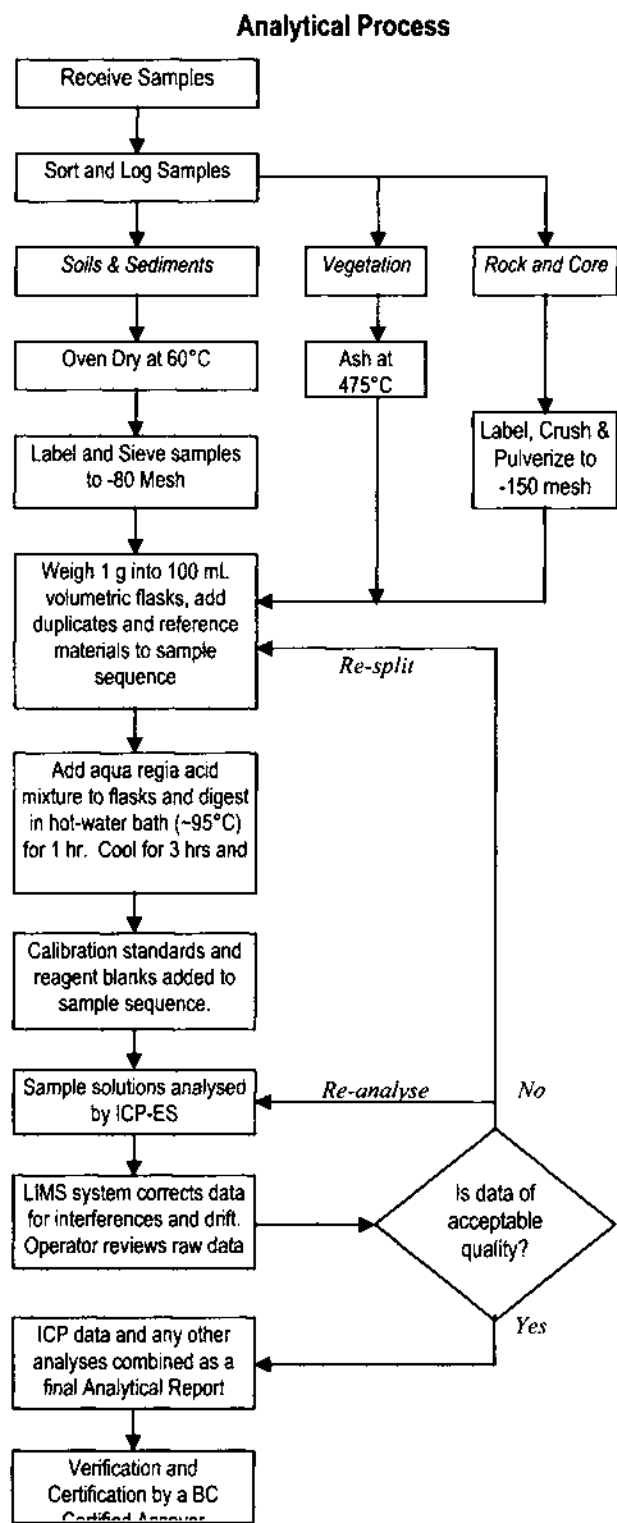 Analytical Process
Receive Samples
Sort and Log Samples
Soils & Sediments
Vegetation
Rock and Core
Oven Dry at 60°C
Ash at
475°C
Label and Sieve samples
to -80 Mesh
Label, Crush &
Pulverize to
-150 mesh
Weigh 1 g into 100 mL
volumetric flasks, add
duplicates and reference
materials to sample
sequence
Re-split
Add aqua regia acid
mixture to flasks and digest
in hot-water bath (~95°C)
for 1 hr. Cool for 3 hrs and
Calibration standards and
reagent blanks added to
sample sequence.
Sample solutions analysed
by ICP-ES
Re-analyse
No
LIMS system corrects data
for interferences and drift.
Operator reviews raw data
Is data of
acceptable
quality?
Yes
ICP data and any other
analyses combined as a
final Analytical Report
Verification and
Certification by a BC
Certified Assayer